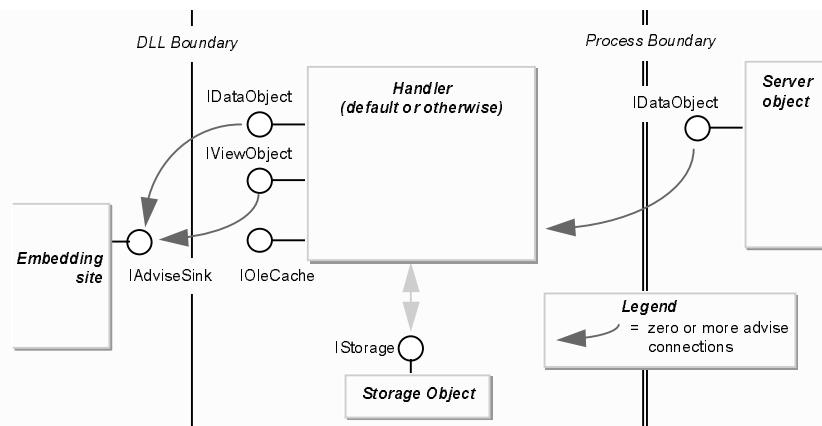 DLL Boundary
Process Boundary
IDataObject
Handler
(default or otherwise)
Server
object
IDataObject
IViewObject
Embedding
site
IAdviseSink
IOleCache
Legend
= zero or more advise
connections
IStorage
Storage Object